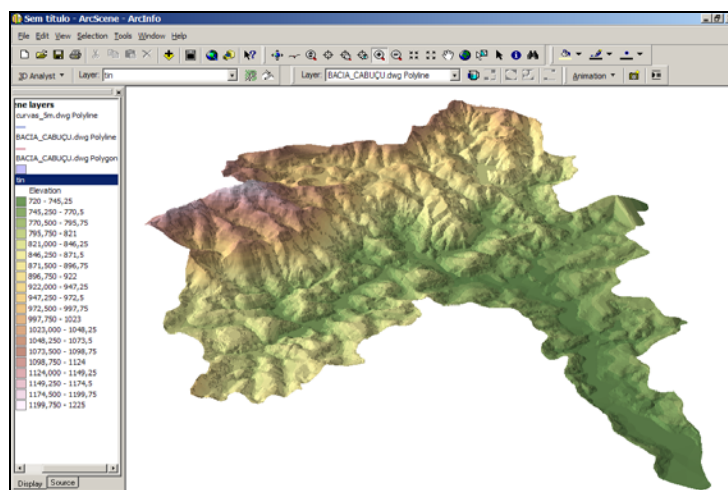 Sem título - ArcScene - ArcInfo
File Edit View Selection Tools Window Help
3D Analyst Layer: tin Layer: BACIA_CABUÇU.dwg Polyline Animation
ene layers
curvas_5m.dwg Polyline
BACIA_CABUÇU.dwg Polyline
BACIA_CABUÇU.dwg Polygon
tin
Elevation
720 - 745,25
745,250 - 770,5
770,500 - 795,75
795,750 - 821
821,000 - 846,25
846,250 - 871,5
871,500 - 896,75
896,750 - 922
922,000 - 947,25
947,250 - 972,5
972,500 - 997,75
997,750 - 1023
1023,000 - 1048,25
1048,250 - 1073,5
1073,500 - 1098,75
1098,750 - 1124
1124,000 - 1149,25
1149,250 - 1174,5
1174,500 - 1199,75
1199,750 - 1225
Display Source